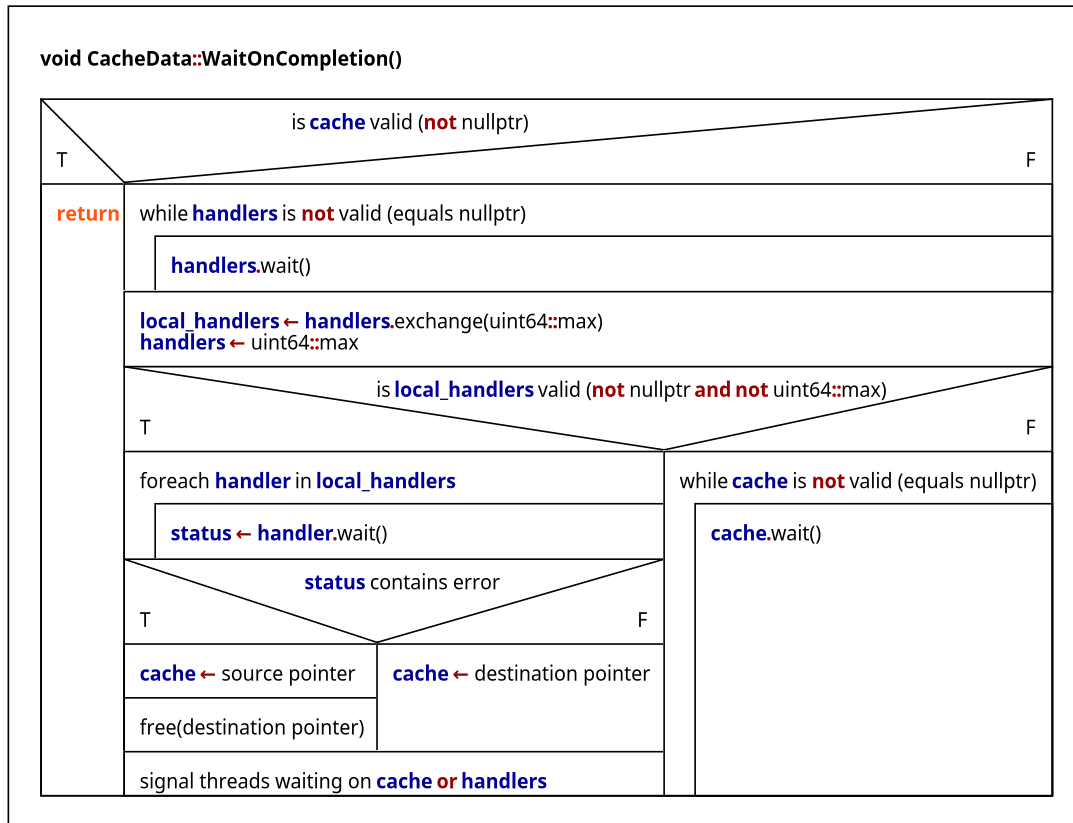 void CacheData::WaitOnCompletion()
is cache valid (not nullptr)
T
F
return
while handlers is not valid (equals nullptr)
handlers.wait()
local_handlers ← handlers.exchange(uint64::max)
handlers ← uint64::max
is local_handlers valid (not nullptr and not uint64::max)
T
F
foreach handler in local_handlers
status ← handler.wait()
status contains error
T
F
cache ← source pointer
free(destination pointer)
cache ← destination pointer
signal threads waiting on cache or handlers
while cache is not valid (equals nullptr)
cache.wait()